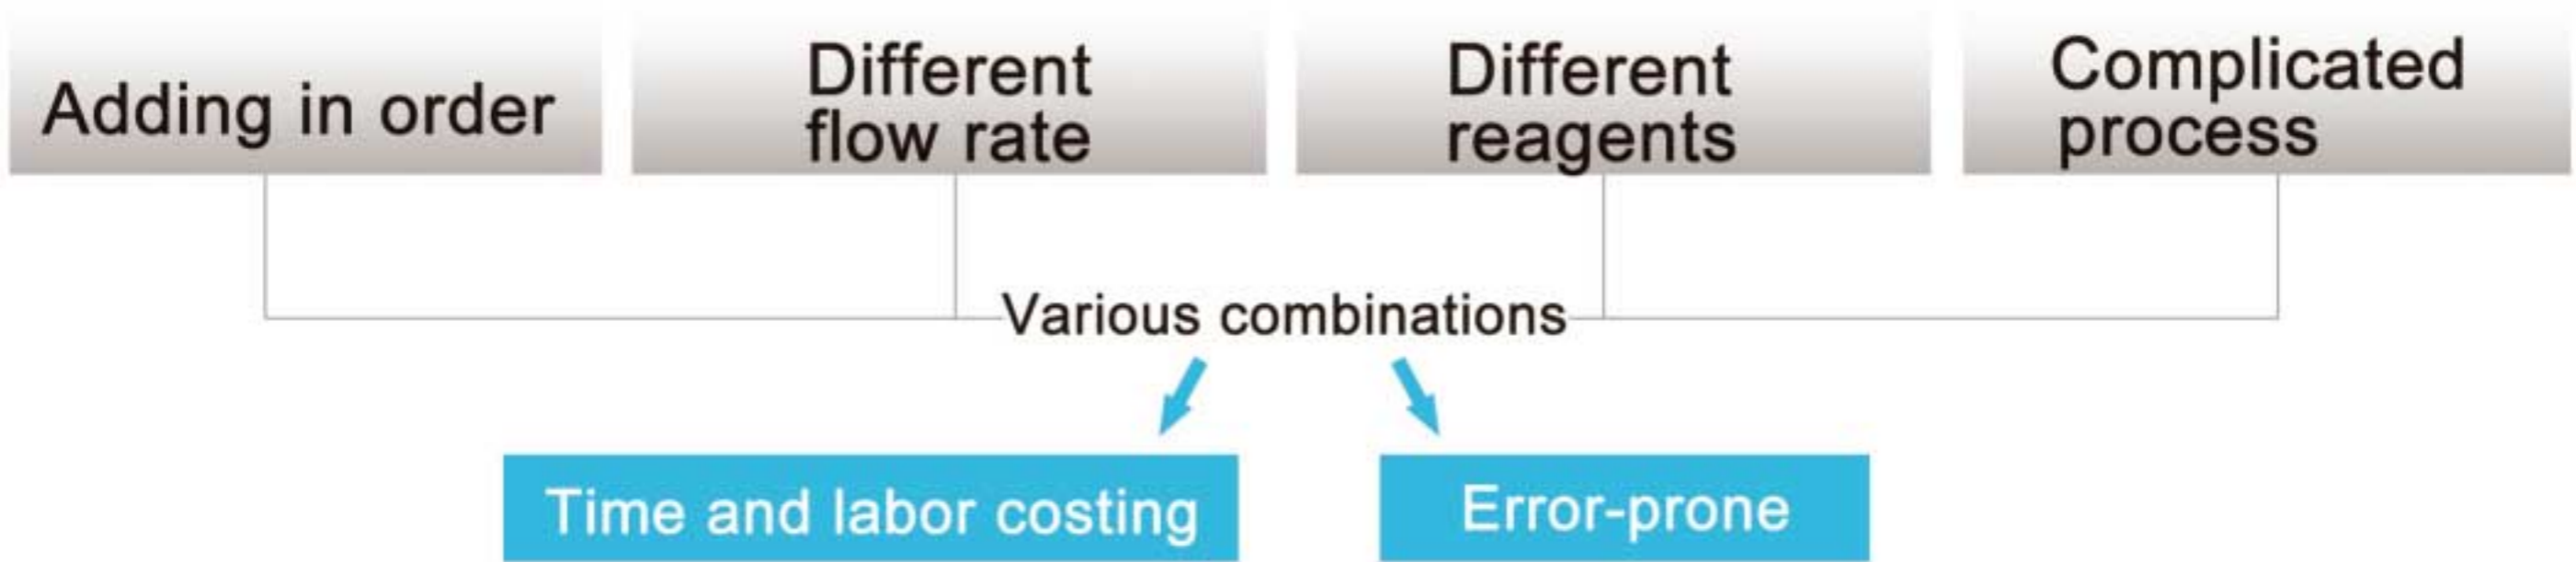 Adding in order
Different
flow rate
Different
reagents
Complicated
process
Various combinations
Time and labor costing
Error-prone